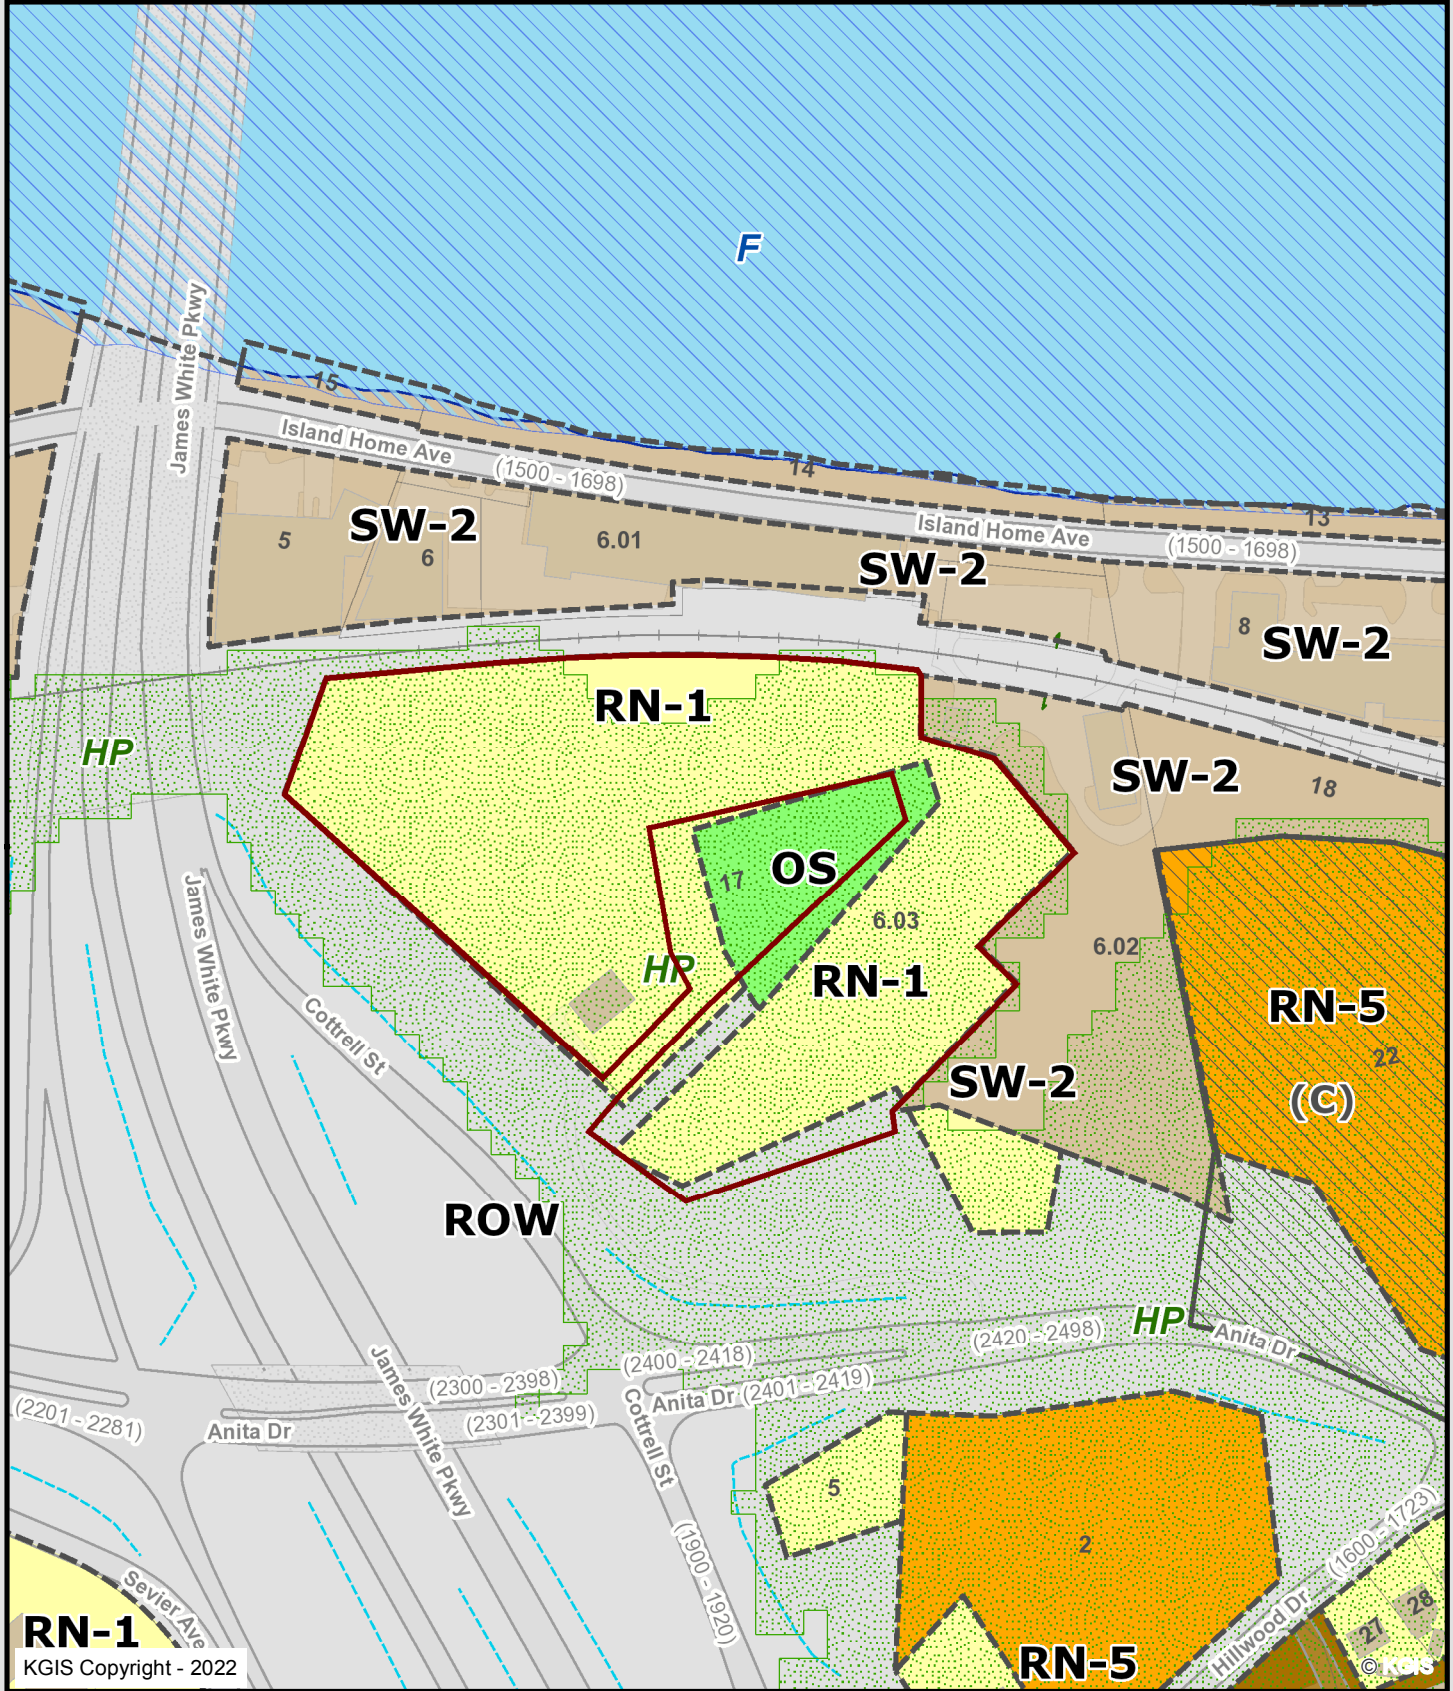 F
James White Pkwy
15
Island Home Ave
(1500 - 1698)
14
Island Home Ave
13
(1500 - 1698)
SW-2
5
6
6.01
SW-2
8
SW-2
RN-1
HP
SW-2
18
OS
17
6.03
6.02
HP
RN-1
RN-5
22
(C)
James White Pkwy
Cottrell St
SW-2
ROW
HP
Anita Dr
(2420 - 2498)
(2400 - 2418)
Anita Dr
(2401 - 2419)
(2300 - 2398)
(2301 - 2399)
(2201 - 2281)
Anita Dr
James White Pkwy
Cottrell St
5
2
(1900 - 1920)
(1600 - 1723)
Hillwood Dr
27
28
Sevier Ave
RN-1
RN-5
KGIS Copyright - 2022
© KGIS